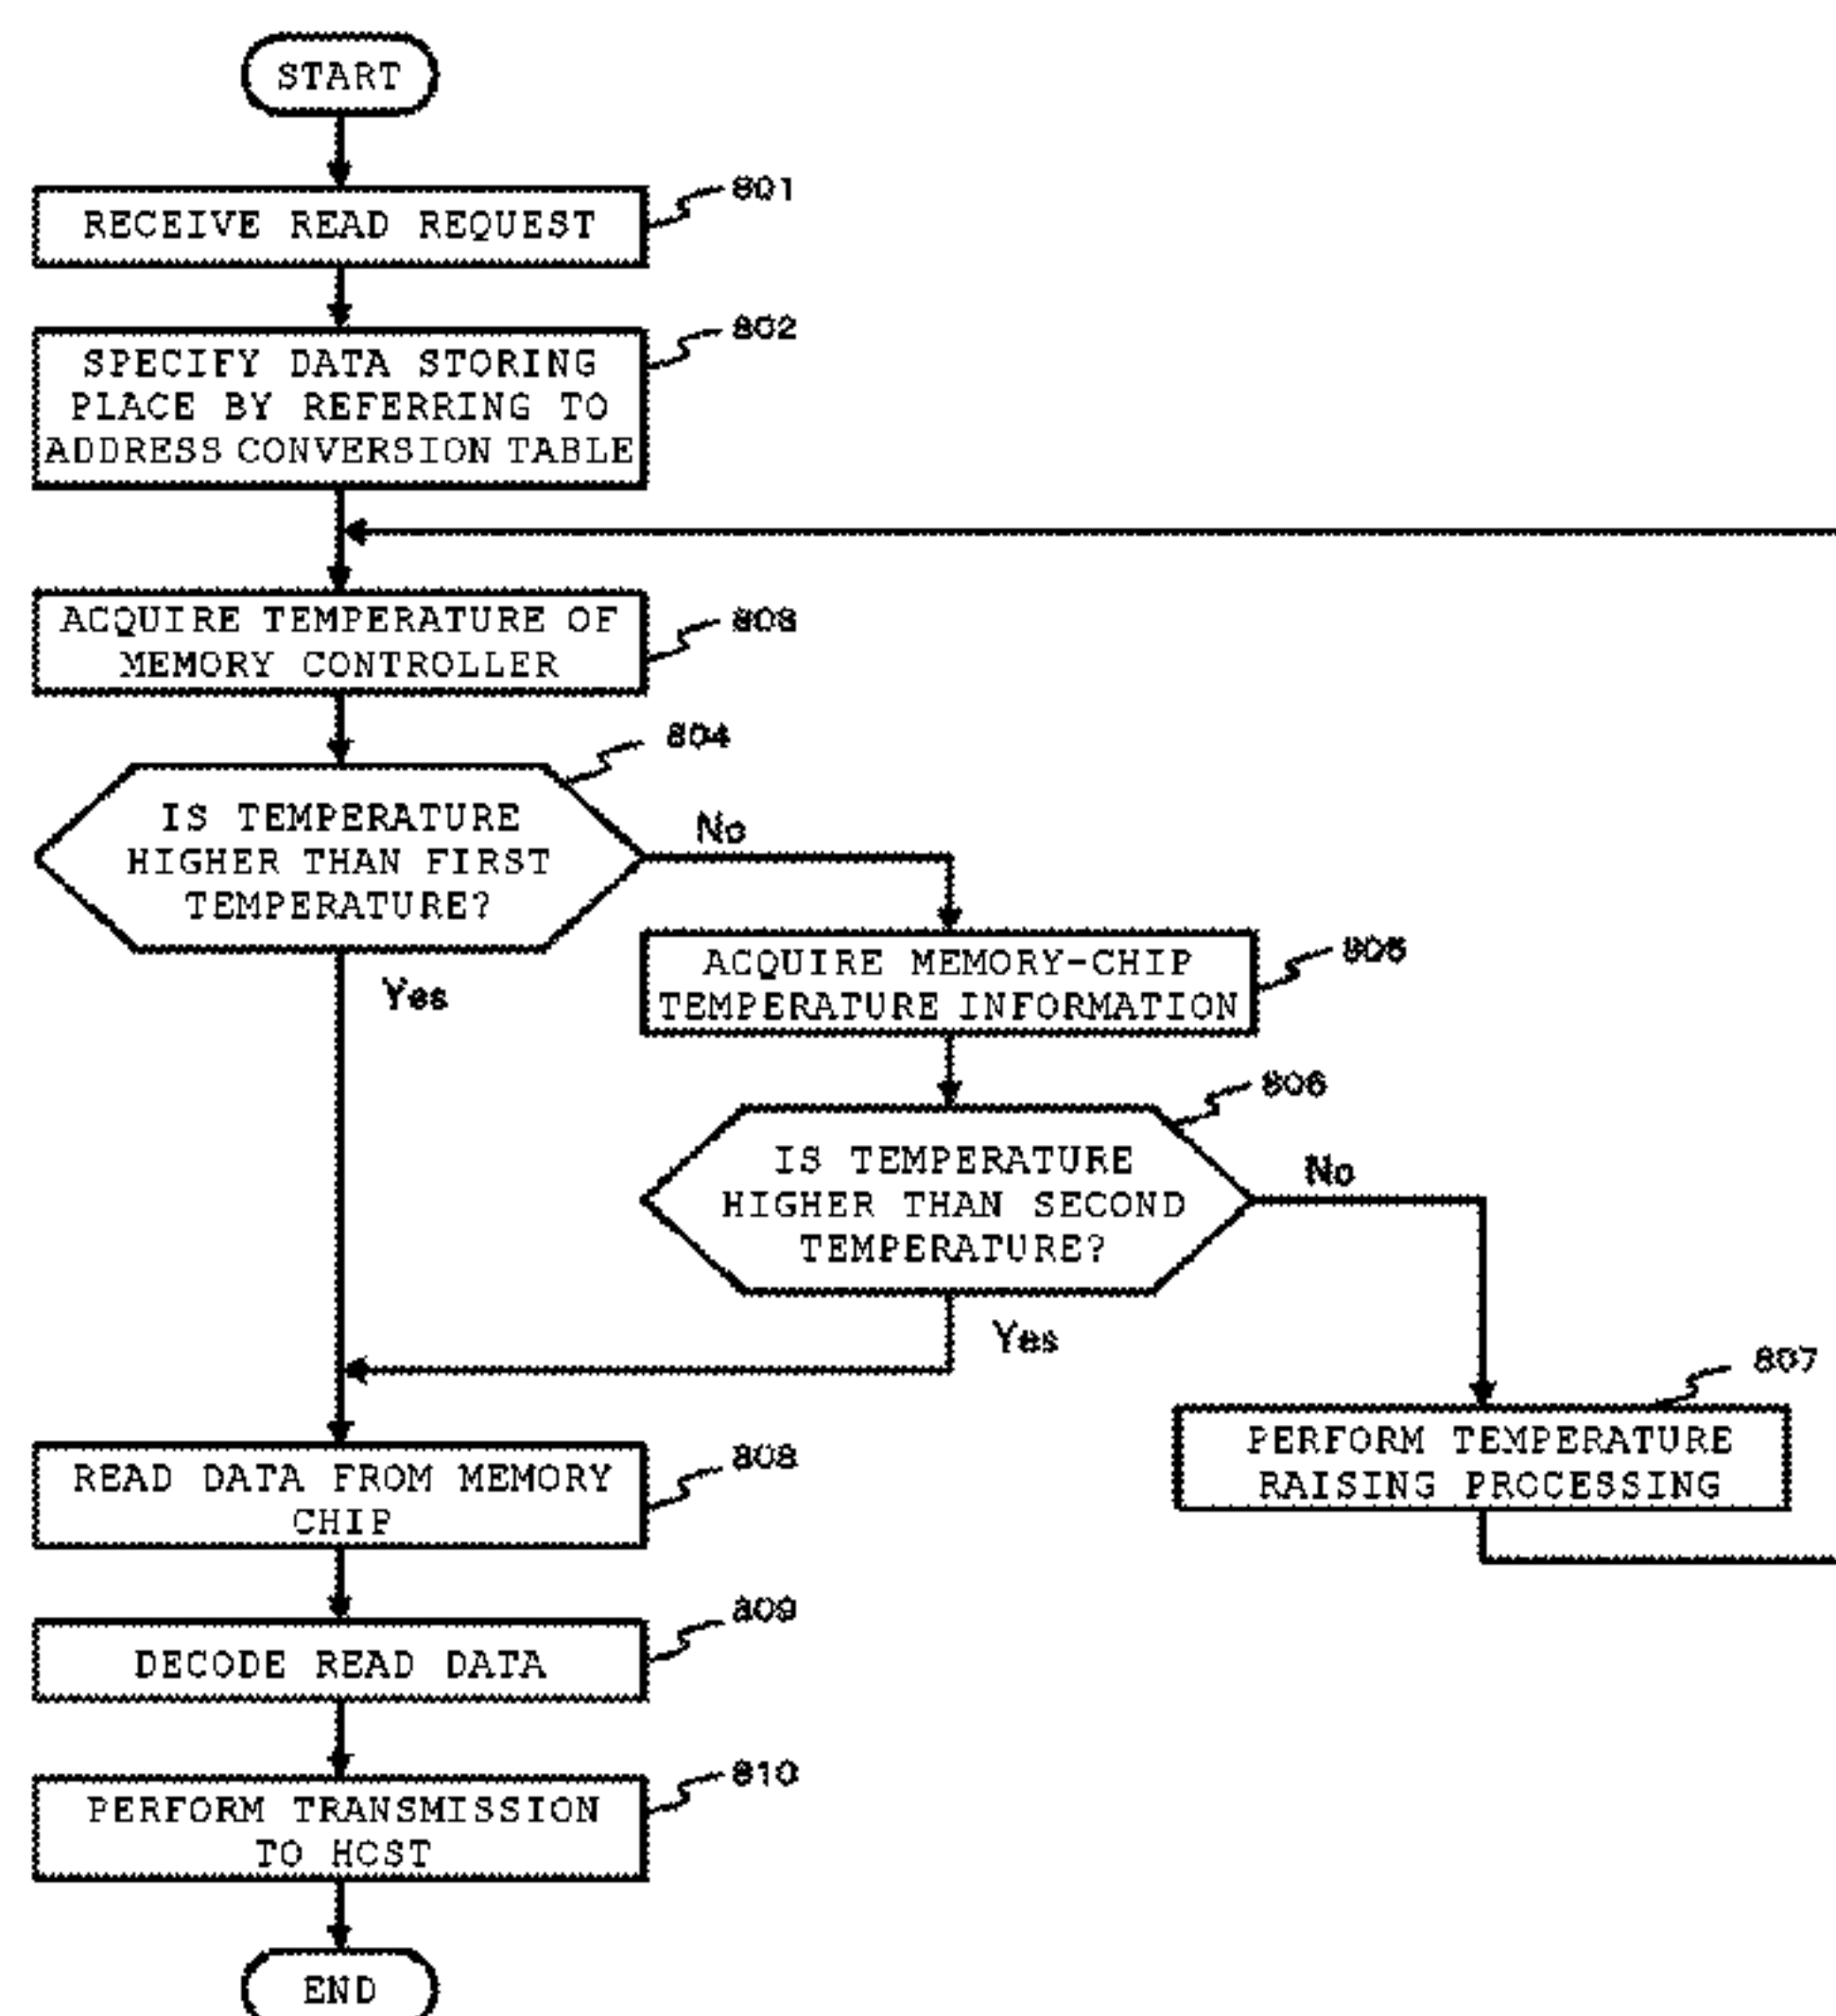 START
RECEIVE READ REQUEST
801
SPECIFY DATA STORING
PLACE BY REFERRING TO
ADDRESS CONVERSION TABLE
802
ACQUIRE TEMPERATURE OF
MEMORY CONTROLLER
803
IS TEMPERATURE
HIGHER THAN FIRST
TEMPERATURE?
804
No
Yes
ACQUIRE MEMORY-CHIP
TEMPERATURE INFORMATION
805
IS TEMPERATURE
HIGHER THAN SECOND
TEMPERATURE?
806
No
Yes
PERFORM TEMPERATURE
RAISING PROCESSING
807
READ DATA FROM MEMORY
CHIP
808
DECODE READ DATA
809
PERFORM TRANSMISSION
TO HOST
810
END